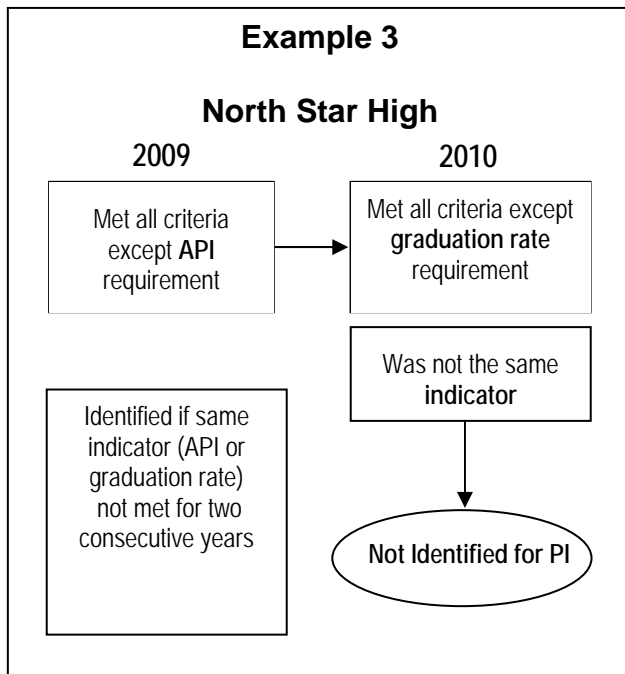 Example 3
North Star High
2009
2010
Met all criteria
except API
requirement
Met all criteria except
graduation rate
requirement
Was not the same
indicator
Identified if same
indicator (API or
graduation rate)
not met for two
consecutive years
Not Identified for PI